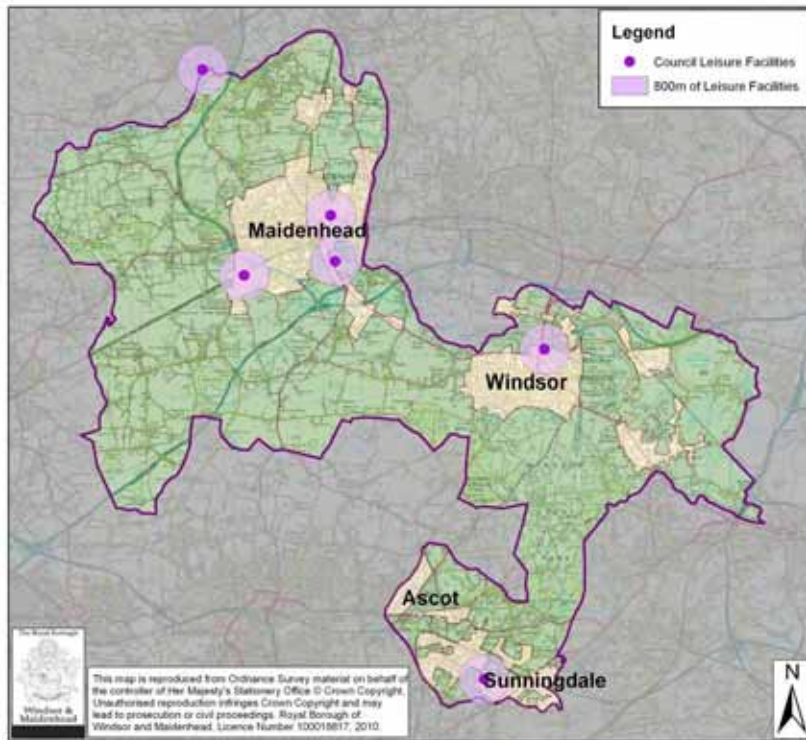 Legend
Council Leisure Facilities
800m of Leisure Facilities
Maidenhead
Windsor
Ascot
Sunningdale
The Royal Borough
Windsor &
Maidenhead
This map is reproduced from Ordnance Survey material on behalf of
the controller of Her Majesty's Stationery Office © Crown Copyright.
Unauthorised reproduction infringes Crown Copyright and may
lead to prosecution or civil proceedings. Royal Borough of
Windsor and Maidenhead, Licence Number 100018817, 2010.
N